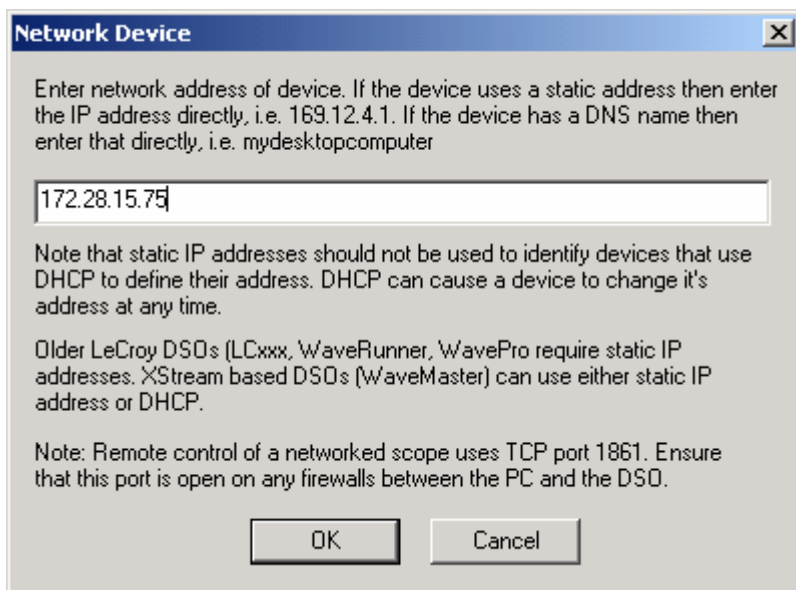 Network Device
Enter network address of device. If the device uses a static address then enter
the IP address directly, i.e. 169.12.4.1. If the device has a DNS name then
enter that directly, i.e. mydesktopcomputer
172.28.15.75
Note that static IP addresses should not be used to identify devices that use
DHCP to define their address. DHCP can cause a device to change it's
address at any time.
Older LeCroy DSOs (LCxxx, WaveRunner, WavePro require static IP
addresses. XStream based DSOs (WaveMaster) can use either static IP
address or DHCP.
Note: Remote control of a networked scope uses TCP port 1861. Ensure
that this port is open on any firewalls between the PC and the DSO.
OK
Cancel